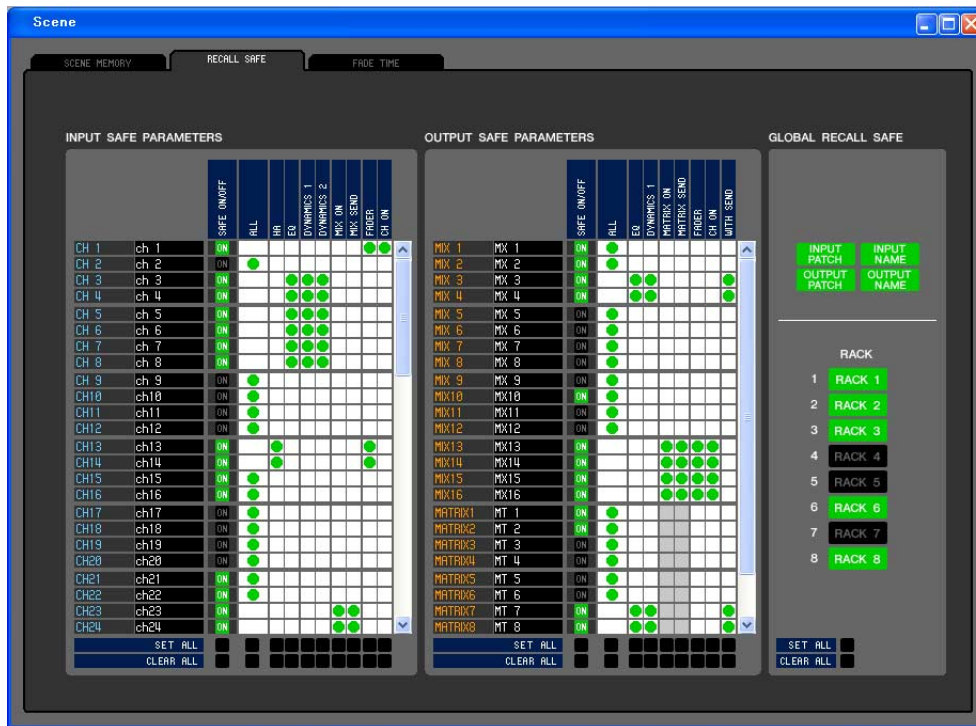 Scene
SCENE MEMORY
RECALL SAFE
FADE TIME
INPUT SAFE PARAMETERS
SAFE ON/OFF
ALL
HA
EQ
DYNAMICS 1
DYNAMICS 2
MIX ON
MIX SEND
FADER
CH ON
CH 1 ch 1 ON
CH 2 ch 2 ON
CH 3 ch 3 ON
CH 4 ch 4 ON
CH 5 ch 5 ON
CH 6 ch 6 ON
CH 7 ch 7 ON
CH 8 ch 8 ON
CH 9 ch 9 ON
CH10 ch10 ON
CH11 ch11 ON
CH12 ch12 ON
CH13 ch13 ON
CH14 ch14 ON
CH15 ch15 ON
CH16 ch16 ON
CH17 ch17 ON
CH18 ch18 ON
CH19 ch19 ON
CH20 ch20 ON
CH21 ch21 ON
CH22 ch22 ON
CH23 ch23 ON
CH24 ch24 ON
SET ALL
CLEAR ALL
OUTPUT SAFE PARAMETERS
SAFE ON/OFF
ALL
EQ
DYNAMICS 1
MATRIX ON
MATRIX SEND
FADER
CH ON
WITH SEND
MIX 1 MX 1 ON
MIX 2 MX 2 ON
MIX 3 MX 3 ON
MIX 4 MX 4 ON
MIX 5 MX 5 ON
MIX 6 MX 6 ON
MIX 7 MX 7 ON
MIX 8 MX 8 ON
MIX 9 MX 9 ON
MIX10 MX10 ON
MIX11 MX11 ON
MIX12 MX12 ON
MIX13 MX13 ON
MIX14 MX14 ON
MIX15 MX15 ON
MIX16 MX16 ON
MATRIX1 MT 1 ON
MATRIX2 MT 2 ON
MATRIX3 MT 3 ON
MATRIX4 MT 4 ON
MATRIX5 MT 5 ON
MATRIX6 MT 6 ON
MATRIX7 MT 7 ON
MATRIX8 MT 8 ON
SET ALL
CLEAR ALL
GLOBAL RECALL SAFE
INPUT PATCH
INPUT NAME
OUTPUT PATCH
OUTPUT NAME
RACK
1 RACK 1
2 RACK 2
3 RACK 3
4 RACK 4
5 RACK 5
6 RACK 6
7 RACK 7
8 RACK 8
SET ALL
CLEAR ALL